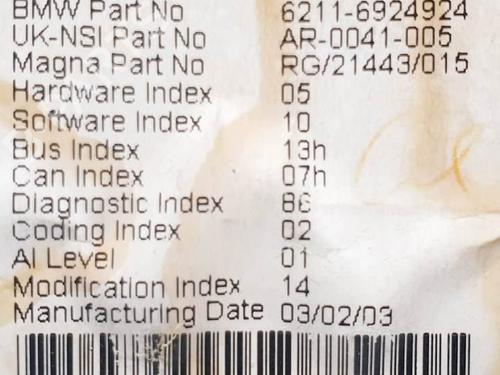 BMW Part No 6211-6924924
UK-NSI Part No AR-0041-005
Magna Part No RG/21443/015
Hardware Index 05
Software Index 10
Bus Index 13h
Can Index 07h
Diagnostic Index 86
Coding Index 02
AI Level 01
Modification Index 14
Manufacturing Date 03/02/03